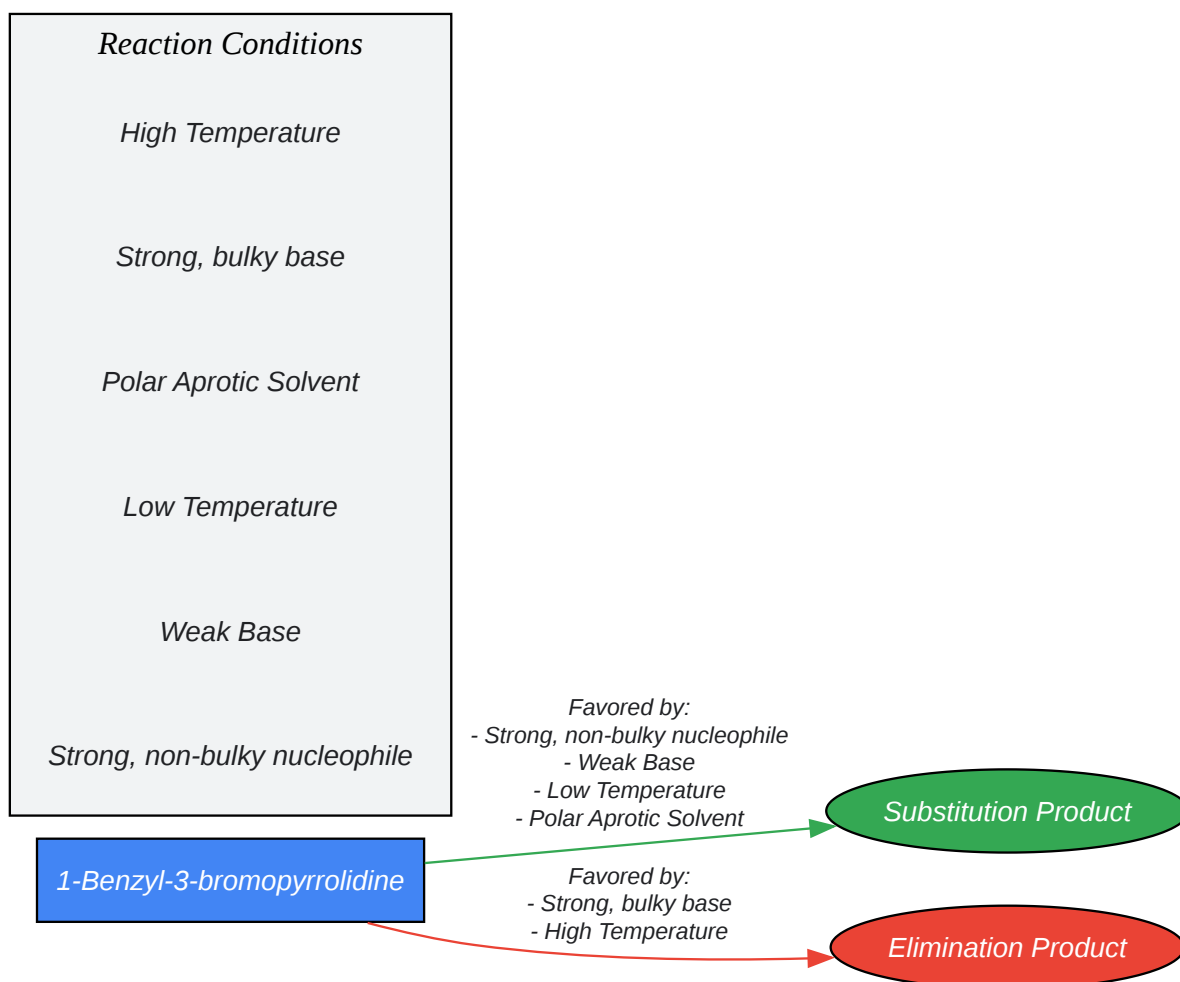 Reaction Conditions
High Temperature
Strong, bulky base
Polar Aprotic Solvent
Low Temperature
Weak Base
Strong, non-bulky nucleophile
1-Benzyl-3-bromopyrrolidine
Favored by:
- Strong, non-bulky nucleophile
- Weak Base
- Low Temperature
- Polar Aprotic Solvent
Substitution Product
Favored by:
- Strong, bulky base
- High Temperature
Elimination Product